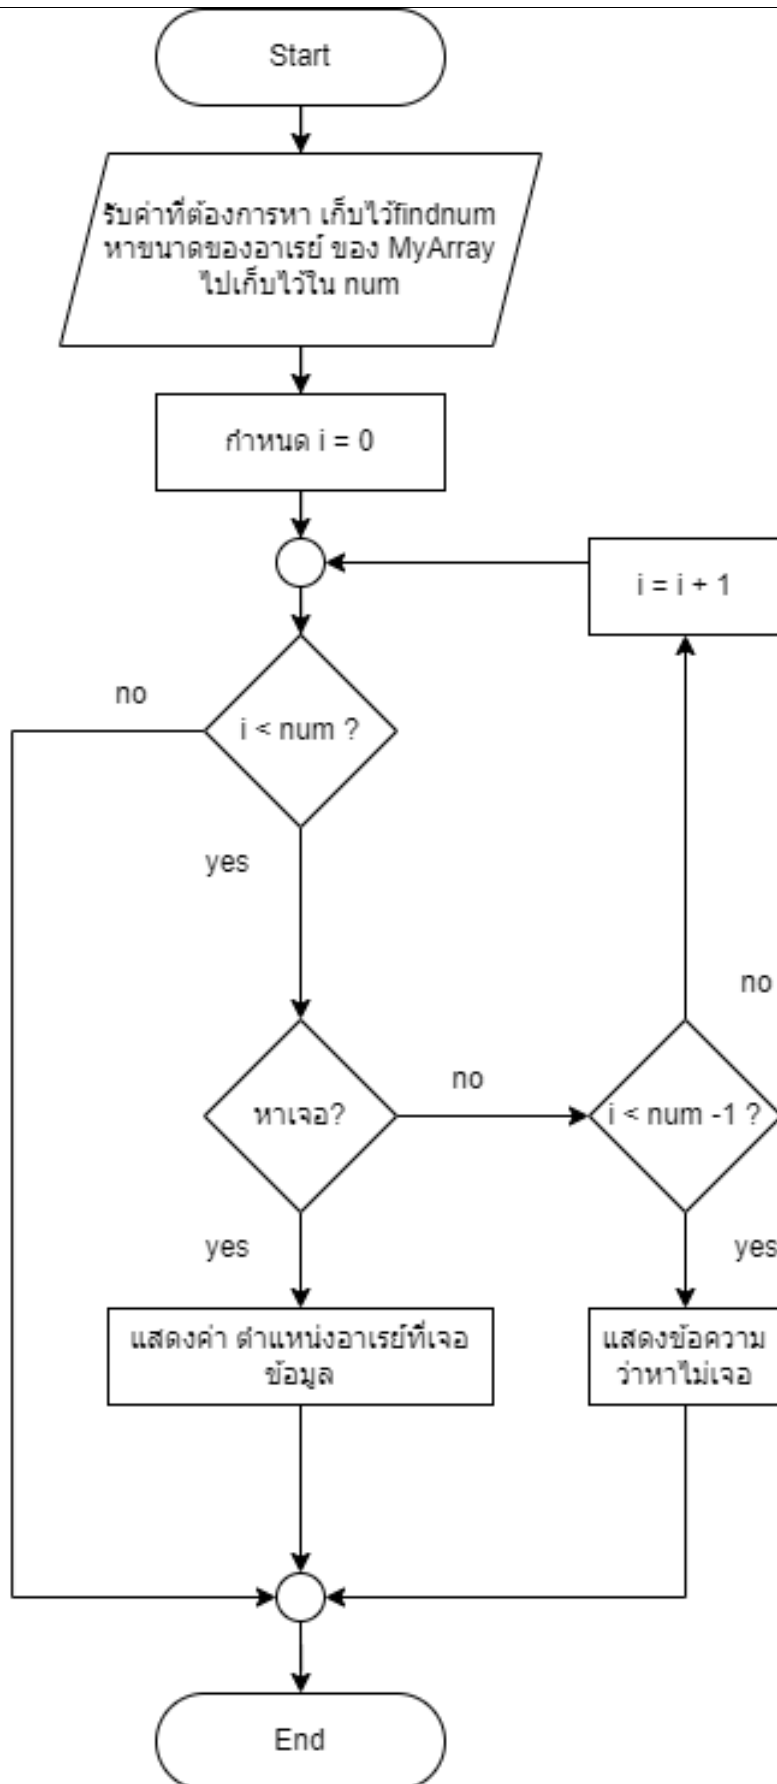 Start
รับค่าที่ต้องการหา เก็บไว้findnum
หาขนาดของอาเรย์ ของ MyArray
ไปเก็บไว้ใน num
กำหนด i = 0
i = i + 1
no
i < num ?
yes
no
no
หาเจอ?
i < num -1 ?
yes
yes
แสดงค่า ตำแหน่งอาเรย์ที่เจอ
ข้อมูล
แสดงข้อความ
ว่าหาไม่เจอ
End